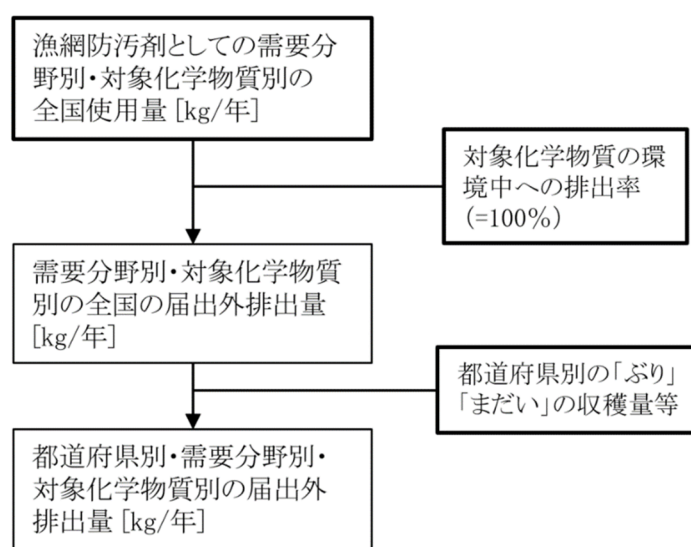 漁網防汚剤としての需要分
野別・対象化学物質別の
全国使用量[kg/年]
対象化学物質の環
境中への排出率
(=100%)
需要分野別・対象化学物質
別の全国の届出外排出量
[kg/年]
都道府県別の「ぶり」
「まだい」の収穫量等
都道府県別・需要分野別・
対象化学物質別の届出外
排出量[kg/年]